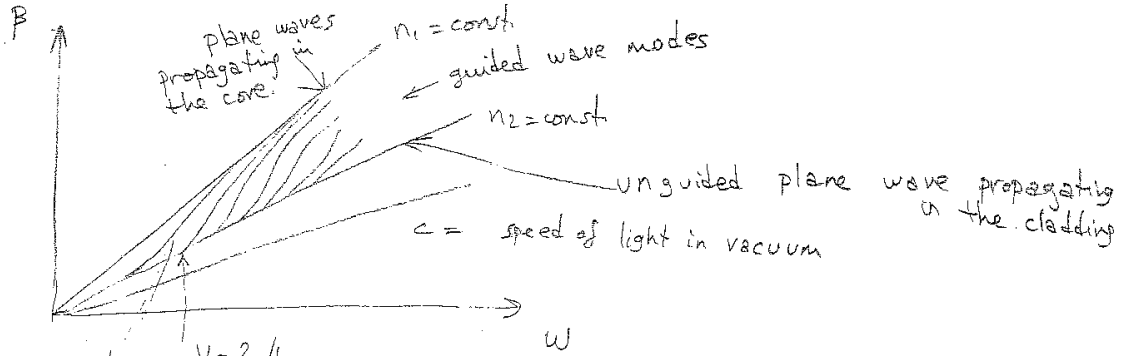 β
plane waves
propagating in
the core.
n₁ = const.
guided wave modes
n₂ = const.
unguided plane wave propagating
in the cladding
c = speed of light in vacuum
ω